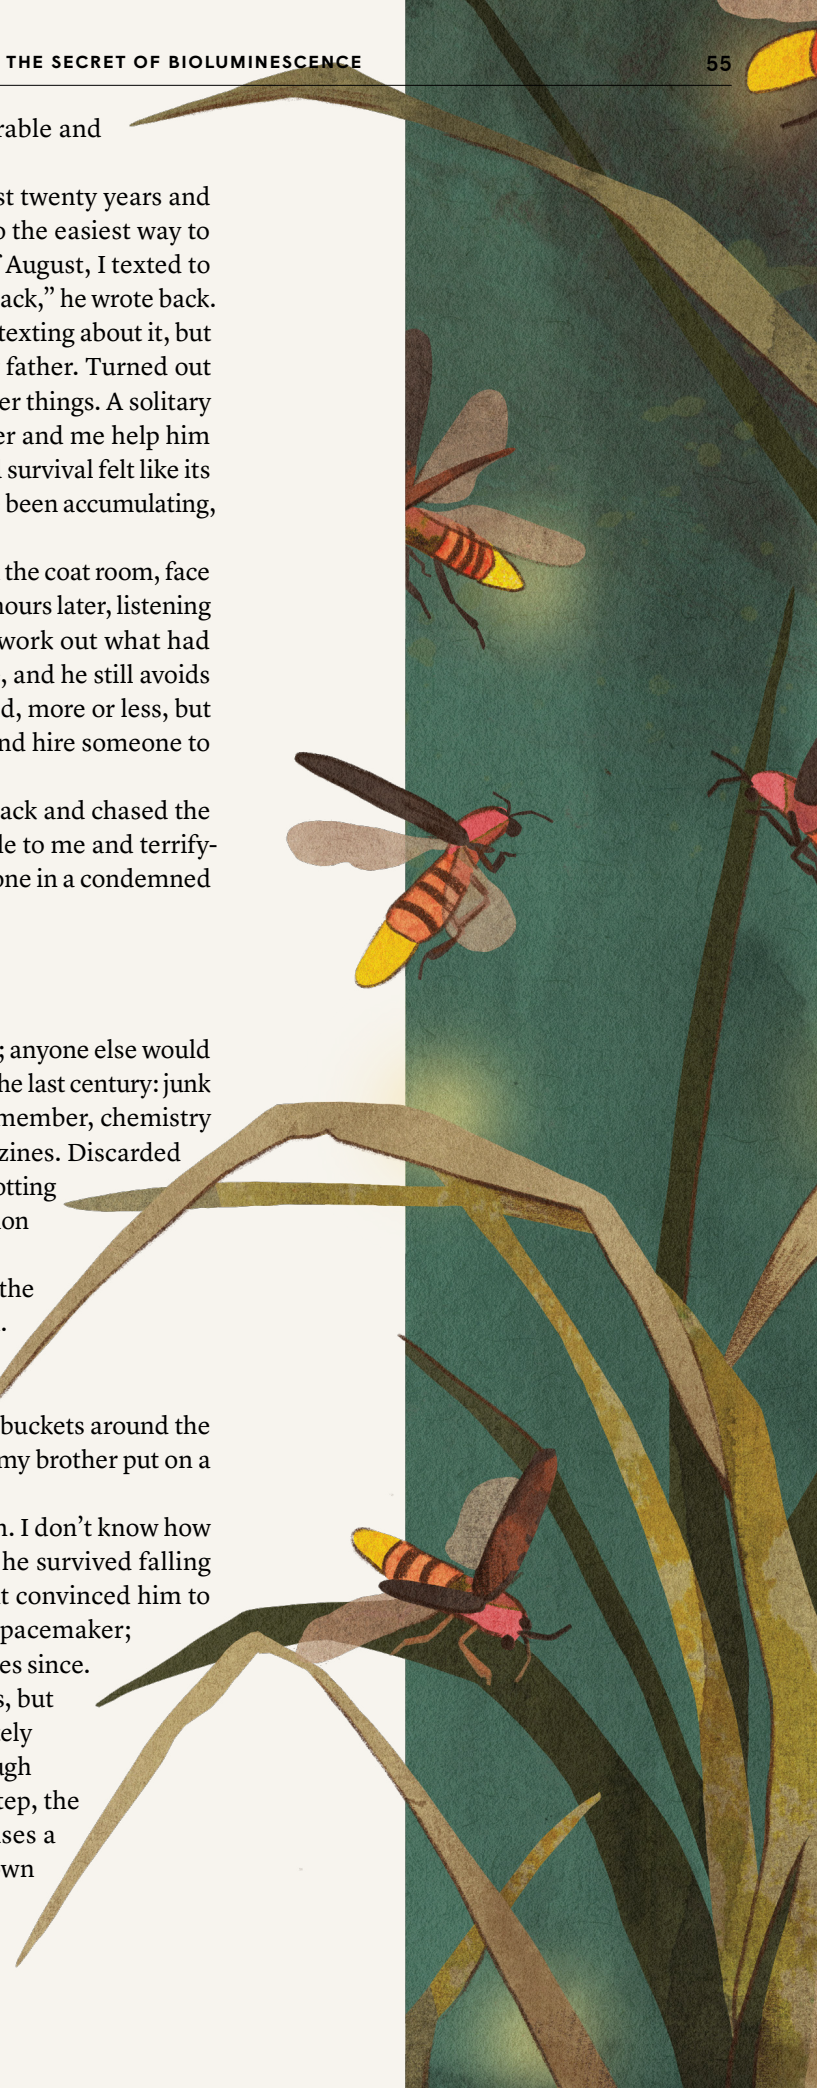 THE SECRET OF BIOLUMINESCENCE 55
rable and
st twenty years and
o the easiest way to
f August, I texted to
ack,” he wrote back.
texting about it, but
father. Turned out
er things. A solitary
er and me help him
l survival felt like its
been accumulating,
the coat room, face
hours later, listening
work out what had
, and he still avoids
d, more or less, but
nd hire someone to
ack and chased the
le to me and terrify-
one in a condemned
; anyone else would
he last century: junk
member, chemistry
zines. Discarded
otting
ion
the
.
buckets around the
my brother put on a
n. I don’t know how
he survived falling
t convinced him to
pacemaker;
es since.
s, but
ely
ugh
tep, the
ses a
wn